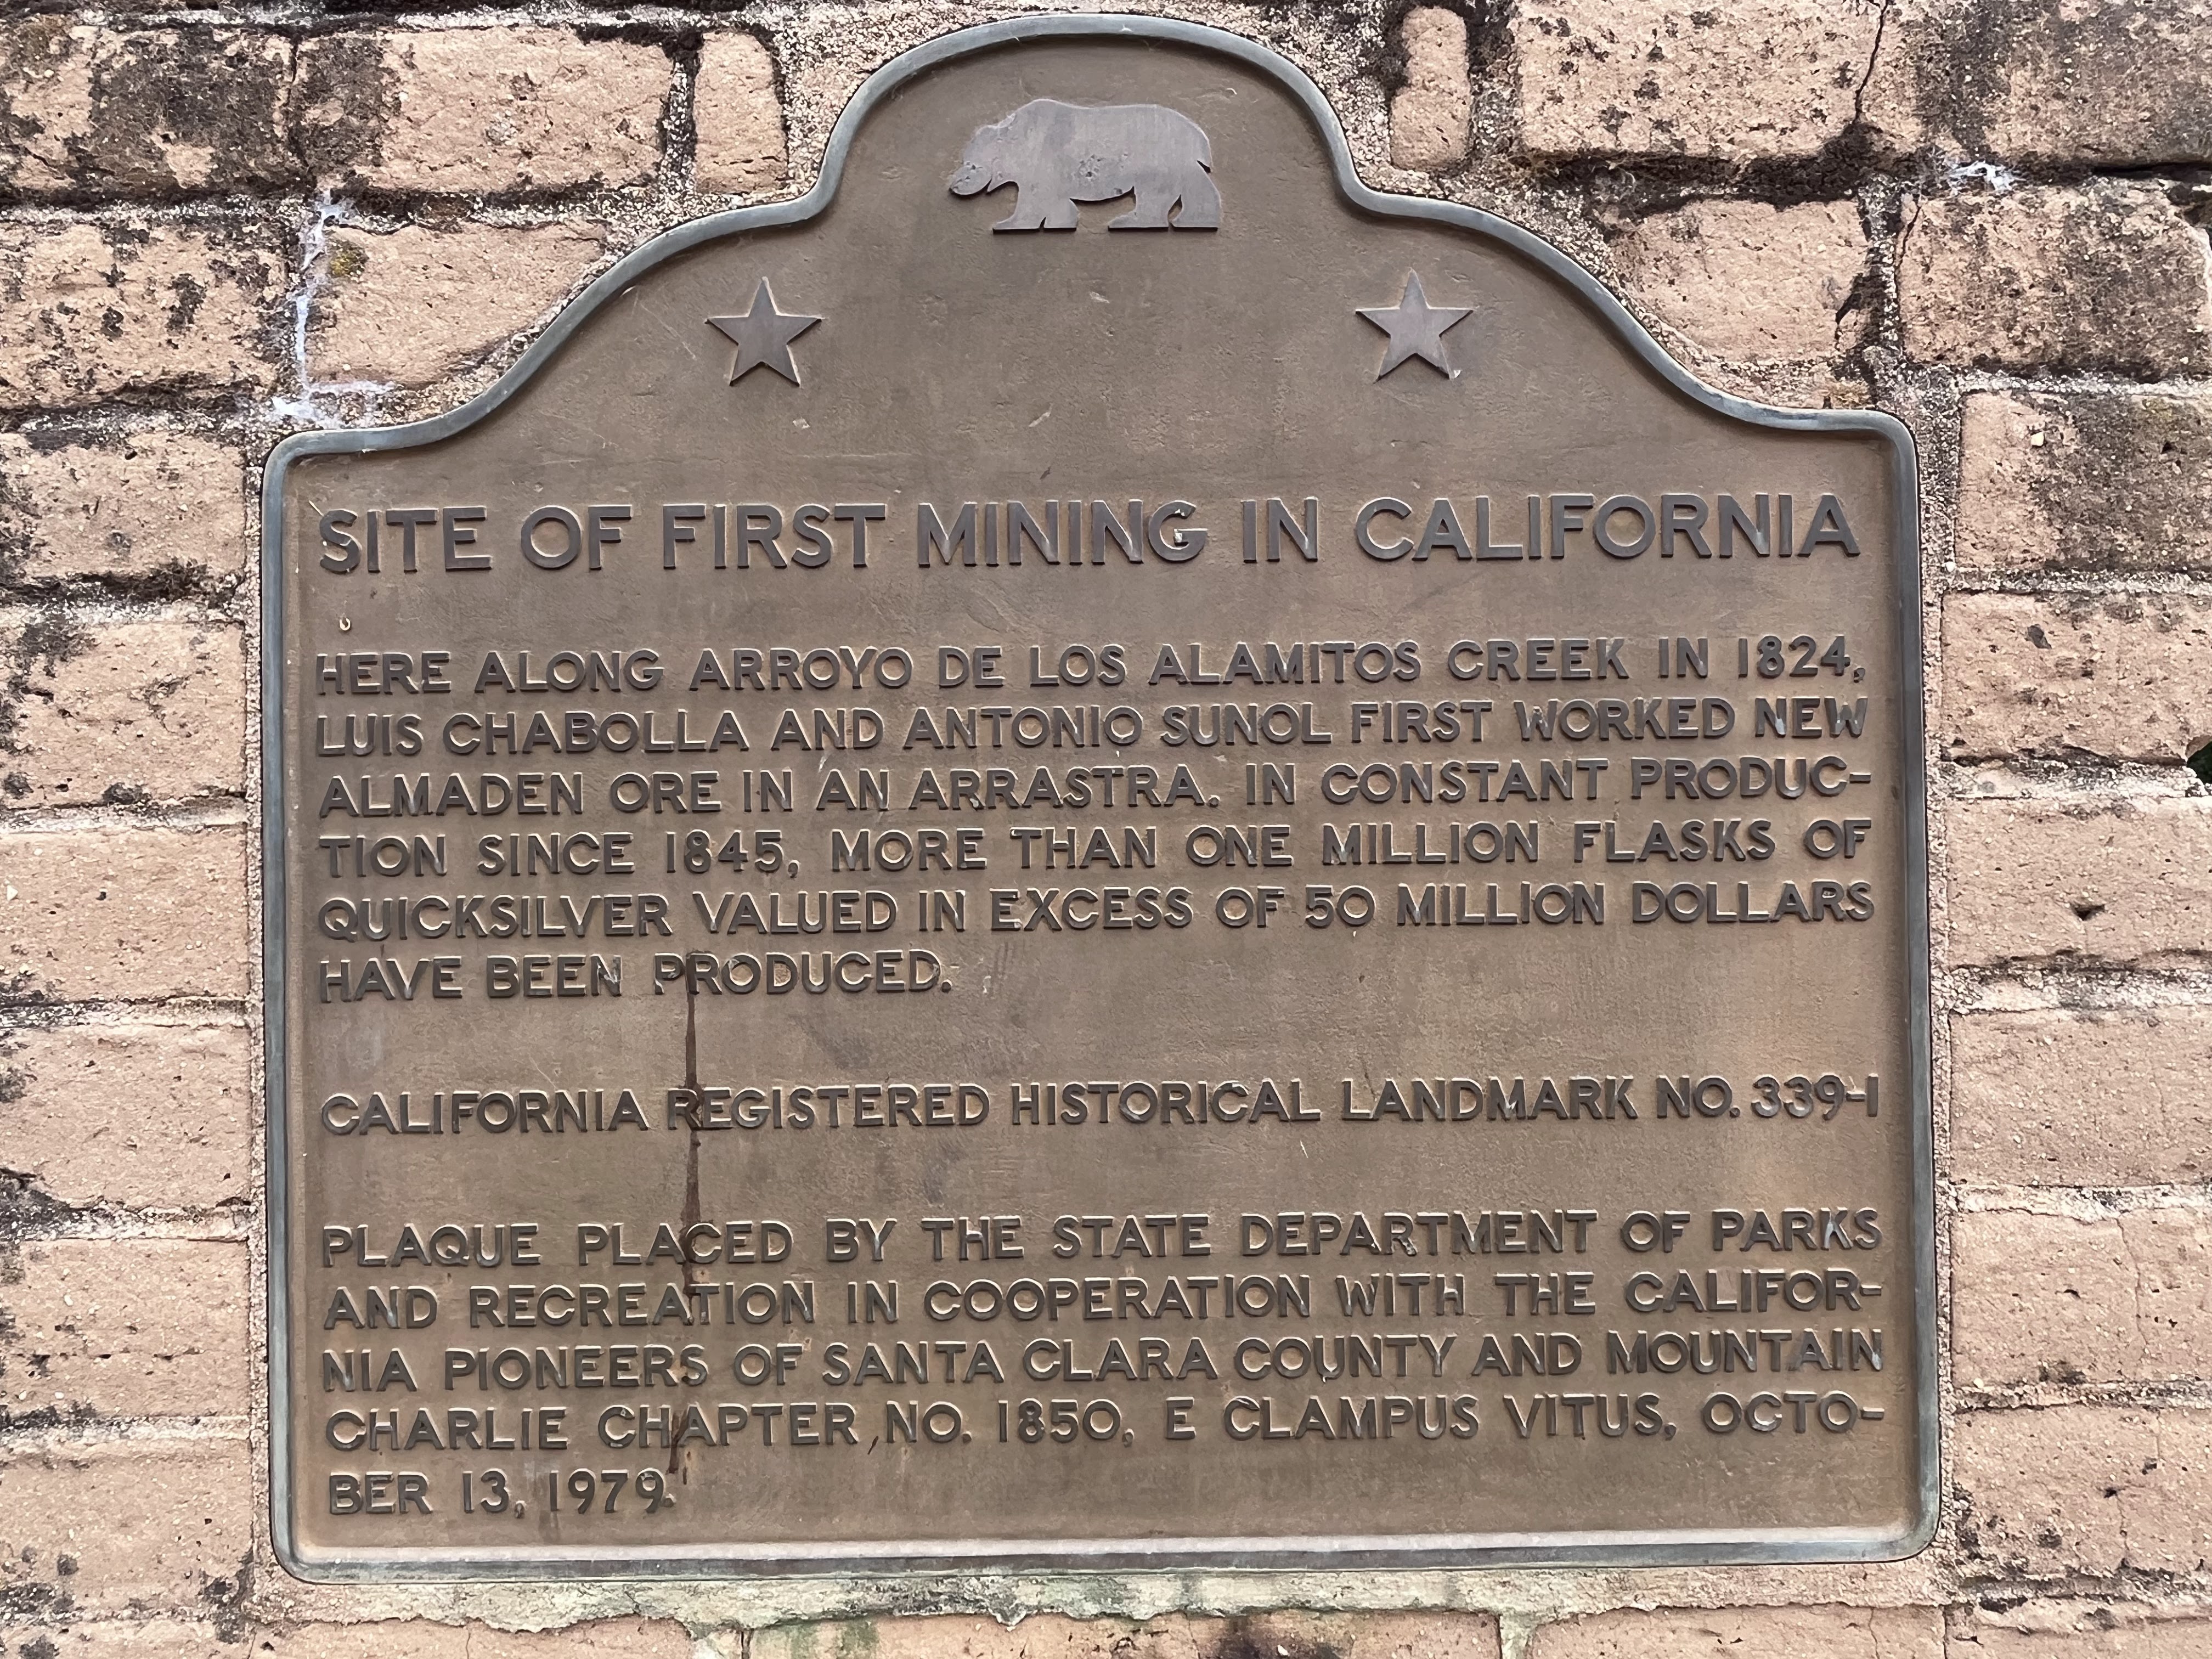 SITE OF FIRST MINING IN CALIFORNIA
HERE ALONG ARROYO DE LOS ALAMITOS CREEK IN 1824,
LUIS CHABOLLA AND ANTONIO SUNOL FIRST WORKED NEW
ALMADEN ORE IN AN ARRASTRA. IN CONSTANT PRODUC-
TION SINCE 1845, MORE THAN ONE MILLION FLASKS OF
QUICKSILVER VALUED IN EXCESS OF 50 MILLION DOLLARS
HAVE BEEN PRODUCED.
CALIFORNIA REGISTERED HISTORICAL LANDMARK NO. 339-1
PLAQUE PLACED BY THE STATE DEPARTMENT OF PARKS
AND RECREATION IN COOPERATION WITH THE CALIFOR-
NIA PIONEERS OF SANTA CLARA COUNTY AND MOUNTAIN
CHARLIE CHAPTER NO. 1850, E CLAMPUS VITUS, OCTO-
BER 13, 1979.